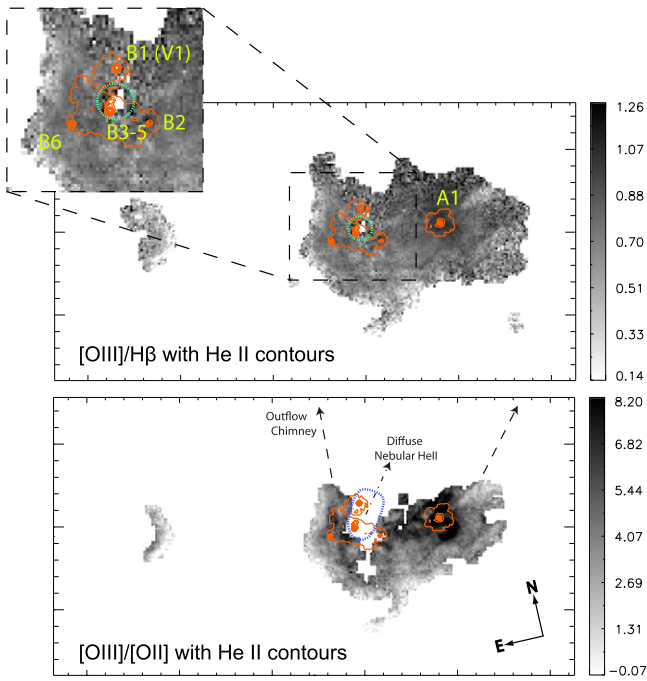 B1 (V1)
B3-5
B2
B6
A1
1.26
1.07
0.88
0.70
0.51
0.33
0.14
[OIII]/Hβ with He II contours
Outflow
Chimney
Diffuse
Nebular HeII
8.20
6.82
5.44
4.07
2.69
1.31
-0.07
N
E
[OIII]/[OII] with He II contours